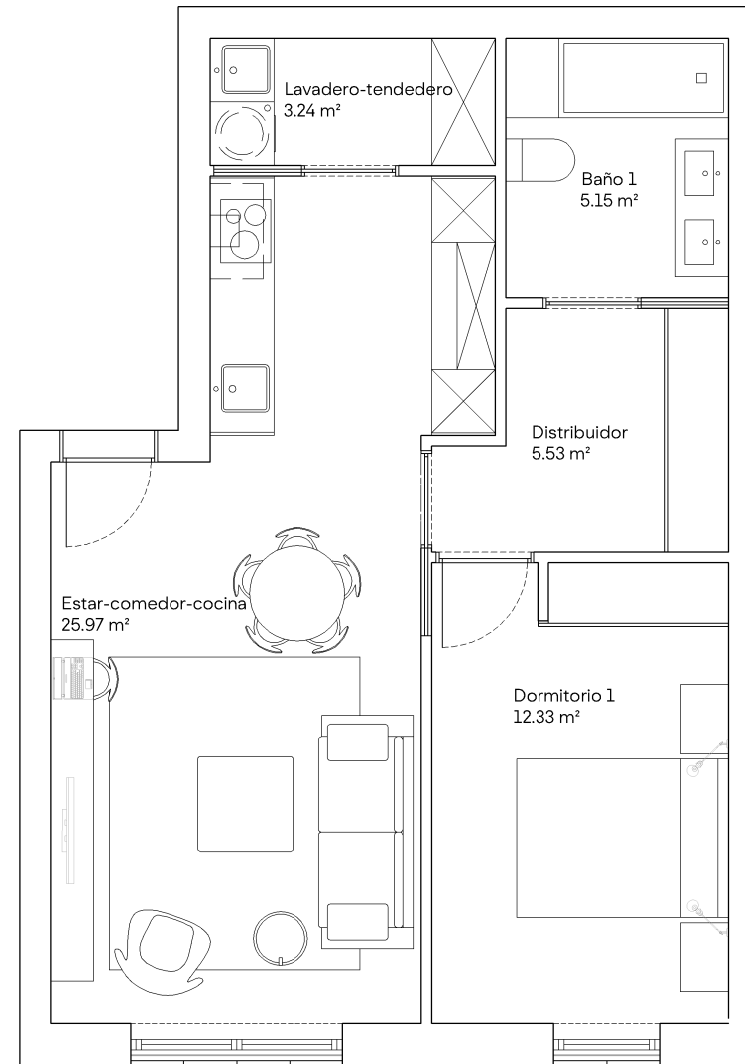 Lavadero-tendedero
3.24 m²
Baño 1
5.15 m²
Distribuidor
5.53 m²
Estar-comedor-cocina
25.97 m²
Dormitorio 1
12.33 m²